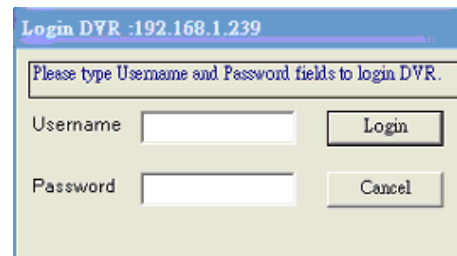 Login DVR :192.168.1.239
Please type Username and Password fields to login DVR.
Username
Login
Password
Cancel